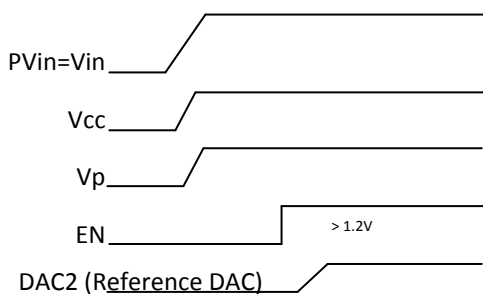 PVin=Vin
Vcc
Vp
EN
> 1.2V
DAC2 (Reference DAC)